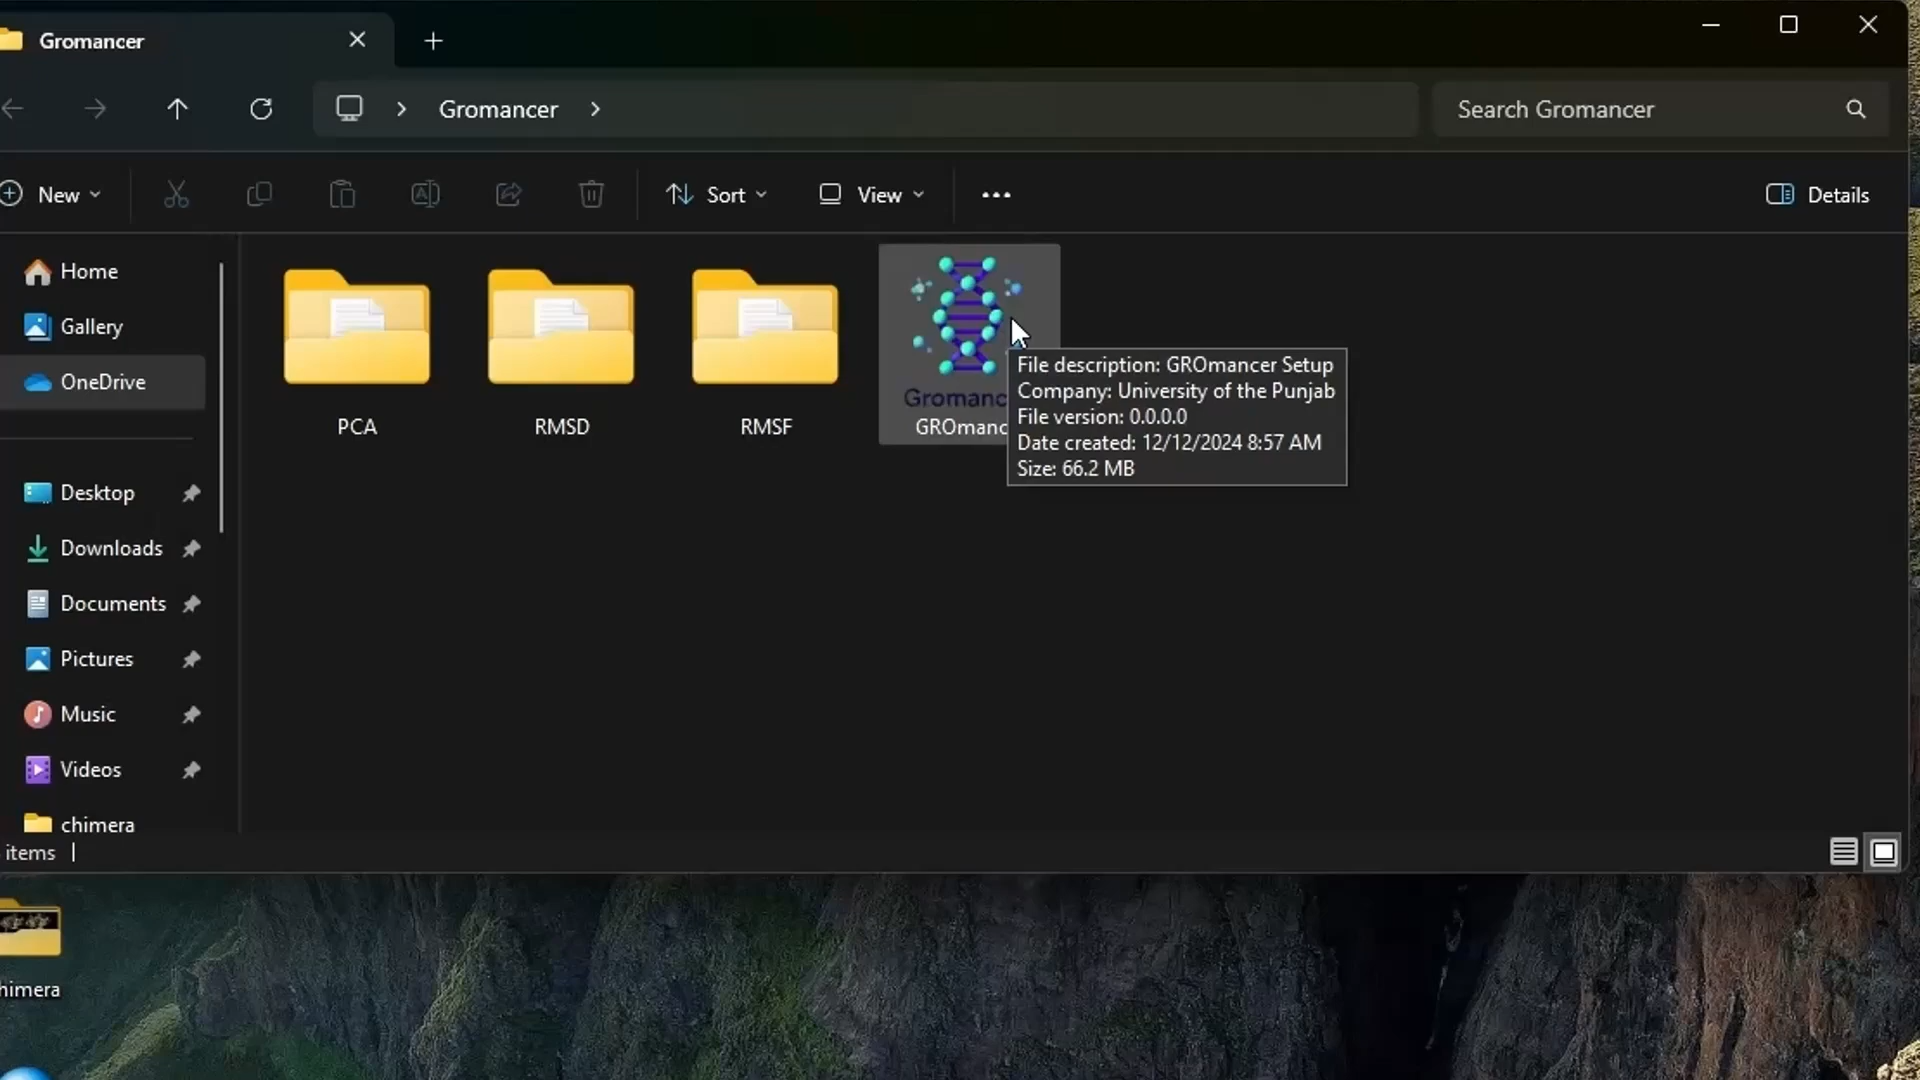 Gromancer
Gromancer
Search Gromancer
New
Sort
View
Details
Home
Gallery
OneDrive
Desktop
Downloads
Documents
Pictures
Music
Videos
chimera
PCA
RMSD
RMSF
Gromanc
GROmanc
File description: GROmancer Setup
Company: University of the Punjab
File version: 0.0.0.0
Date created: 12/12/2024 8:57 AM
Size: 66.2 MB
items
himera